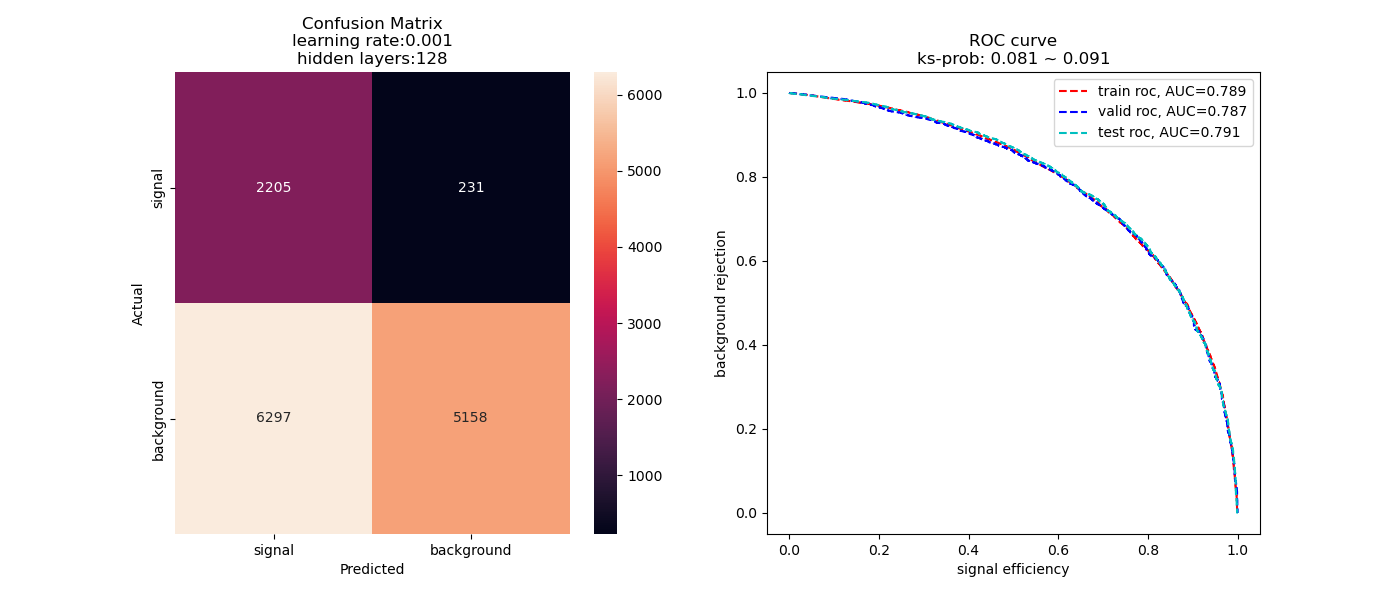 Confusion Matrix
learning rate:0.001
hidden layers:128
signal
background
Actual
2205
231
6297
5158
signal
background
Predicted
6000
5000
4000
3000
2000
1000
ROC curve
ks-prob: 0.081 ~ 0.091
train roc, AUC=0.789
valid roc, AUC=0.787
test roc, AUC=0.791
background rejection
1.0
0.8
0.6
0.4
0.2
0.0
0.0 0.2 0.4 0.6 0.8 1.0
signal efficiency